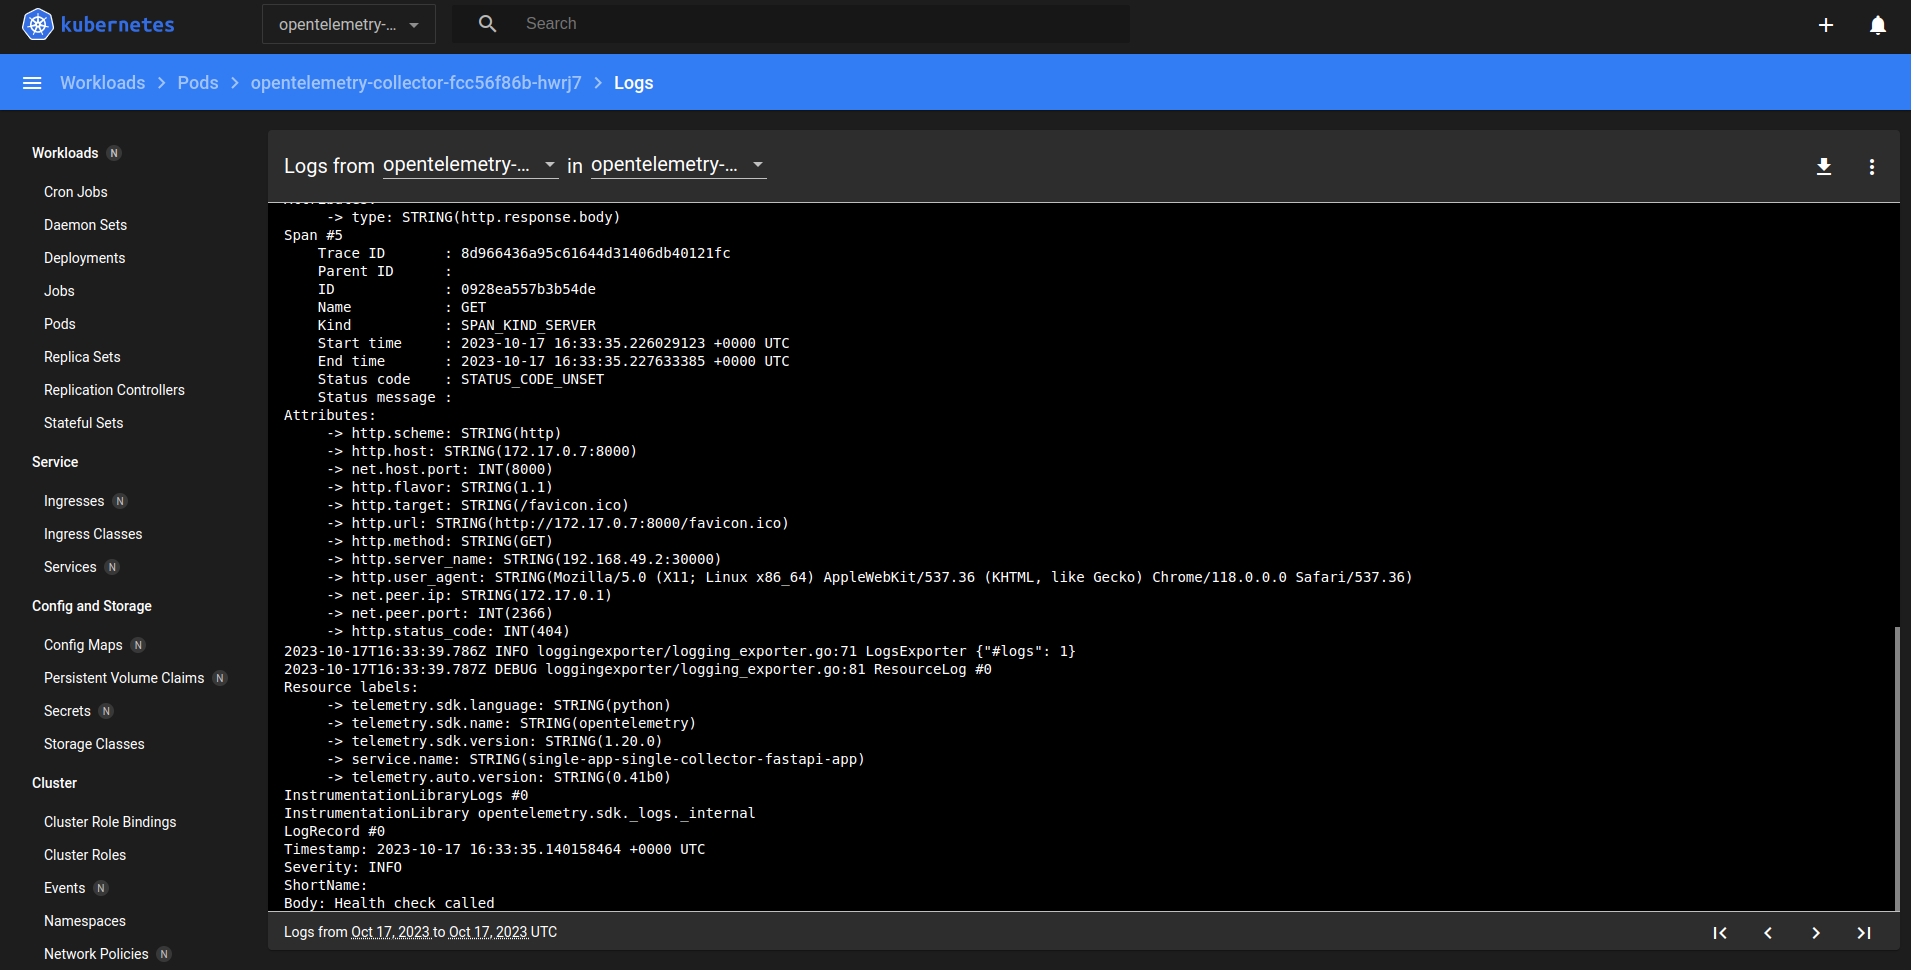 kubernetes
opentelemetry-...
Search
Workloads > Pods > opentelemetry-collector-fcc56f86b-hwrj7 > Logs
Workloads N
Cron Jobs
Daemon Sets
Deployments
Jobs
Pods
Replica Sets
Replication Controllers
Stateful Sets
Service
Ingresses N
Ingress Classes
Services N
Config and Storage
Config Maps N
Persistent Volume Claims N
Secrets N
Storage Classes
Cluster
Cluster Role Bindings
Cluster Roles
Events N
Namespaces
Network Policies N
Logs from opentelemetry-... in opentelemetry-...
-> type: STRING(http.response.body)
Span #5
Trace ID : 8d966436a95c61644d31406db40121fc
Parent ID :
ID : 0928ea557b3b54de
Name : GET
Kind : SPAN_KIND_SERVER
Start time : 2023-10-17 16:33:35.226029123 +0000 UTC
End time : 2023-10-17 16:33:35.227633385 +0000 UTC
Status code : STATUS_CODE_UNSET
Status message :
Attributes:
-> http.scheme: STRING(http)
-> http.host: STRING(172.17.0.7:8000)
-> net.host.port: INT(8000)
-> http.flavor: STRING(1.1)
-> http.target: STRING(/favicon.ico)
-> http.url: STRING(http://172.17.0.7:8000/favicon.ico)
-> http.method: STRING(GET)
-> http.server_name: STRING(192.168.49.2:30000)
-> http.user_agent: STRING(Mozilla/5.0 (X11; Linux x86_64) AppleWebKit/537.36 (KHTML, like Gecko) Chrome/118.0.0.0 Safari/537.36)
-> net.peer.ip: STRING(172.17.0.1)
-> net.peer.port: INT(2366)
-> http.status_code: INT(404)
2023-10-17T16:33:39.786Z INFO loggingexporter/logging_exporter.go:71 LogsExporter {"#logs": 1}
2023-10-17T16:33:39.787Z DEBUG loggingexporter/logging_exporter.go:81 ResourceLog #0
Resource labels:
-> telemetry.sdk.language: STRING(python)
-> telemetry.sdk.name: STRING(opentelemetry)
-> telemetry.sdk.version: STRING(1.20.0)
-> service.name: STRING(single-app-single-collector-fastapi-app)
-> telemetry.auto.version: STRING(0.41b0)
InstrumentationLibraryLogs #0
InstrumentationLibrary opentelemetry.sdk._logs._internal
LogRecord #0
Timestamp: 2023-10-17 16:33:35.140158464 +0000 UTC
Severity: INFO
ShortName:
Body: Health check called
Logs from Oct 17, 2023 to Oct 17, 2023 UTC